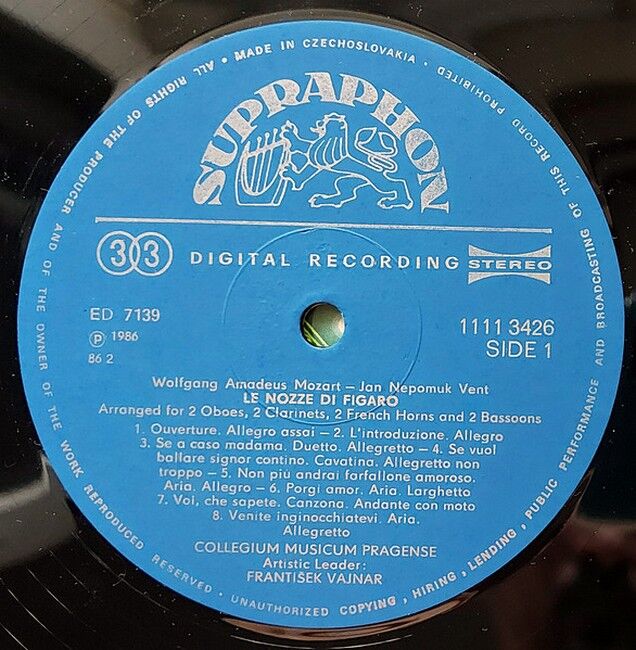 ALL RIGHTS OF THE PRODUCER AND OF THE OWNER OF THE WORK REPRODUCED RESERVED • UNAUTHORIZED COPYING, HIRING, LENDING, PUBLIC PERFORMANCE AND BROADCASTING OF THIS RECORD PROHIBITED • MADE IN CZECHOSLOVAKIA •
SUPRAPHON
33 DIGITAL RECORDING STEREO
ED 7139
℗ 1986
86 2
1111 3426
SIDE 1
Wolfgang Amadeus Mozart – Jan Nepomuk Vent
LE NOZZE DI FIGARO
Arranged for 2 Oboes, 2 Clarinets, 2 French Horns and 2 Bassoons
1. Ouverture. Allegro assai – 2. L'introduzione. Allegro
3. Se a caso madama. Duetto. Allegretto – 4. Se vuol
ballare signor contino. Cavatina. Allegretto non
troppo – 5. Non più andrai farfallone amoroso.
Aria. Allegro – 6. Porgi amor. Aria. Larghetto
7. Voi, che sapete. Canzona. Andante con moto
8. Venite inginocchiatevi. Aria.
Allegretto
COLLEGIUM MUSICUM PRAGENSE
Artistic Leader:
FRANTIŠEK VAJNAR